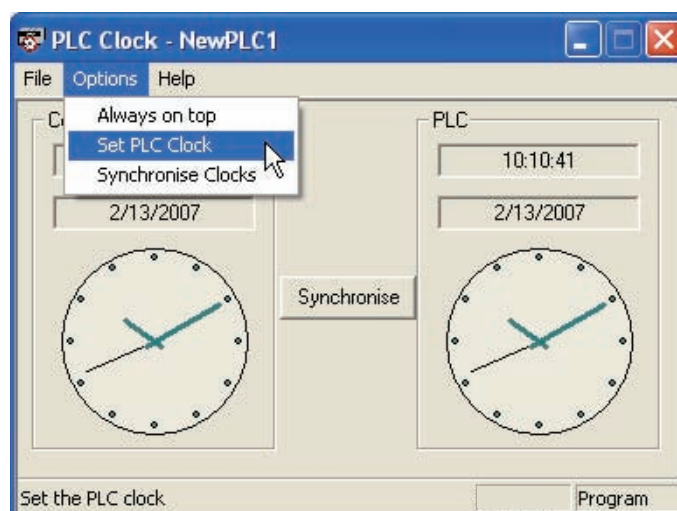 PLC Clock - NewPLC1
File Options Help
Always on top
Set PLC Clock
Synchronise Clocks
PLC
10:10:41
2/13/2007
2/13/2007
Synchronise
Set the PLC clock
Program